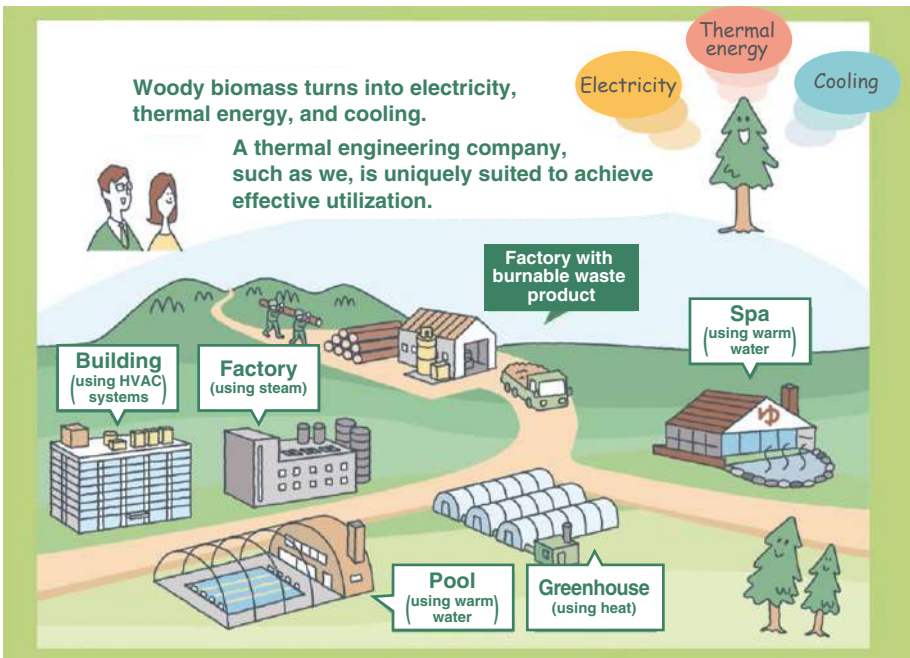 Thermal
energy
Electricity
Cooling
Woody biomass turns into electricity,
thermal energy, and cooling.
A thermal engineering company,
such as we, is uniquely suited to achieve
effective utilization.
Factory with
burnable waste
product
Spa
(using warm
water)
Building
(using HVAC
systems)
Factory
(using steam)
ゆ
Pool
(using warm
water)
Greenhouse
(using heat)